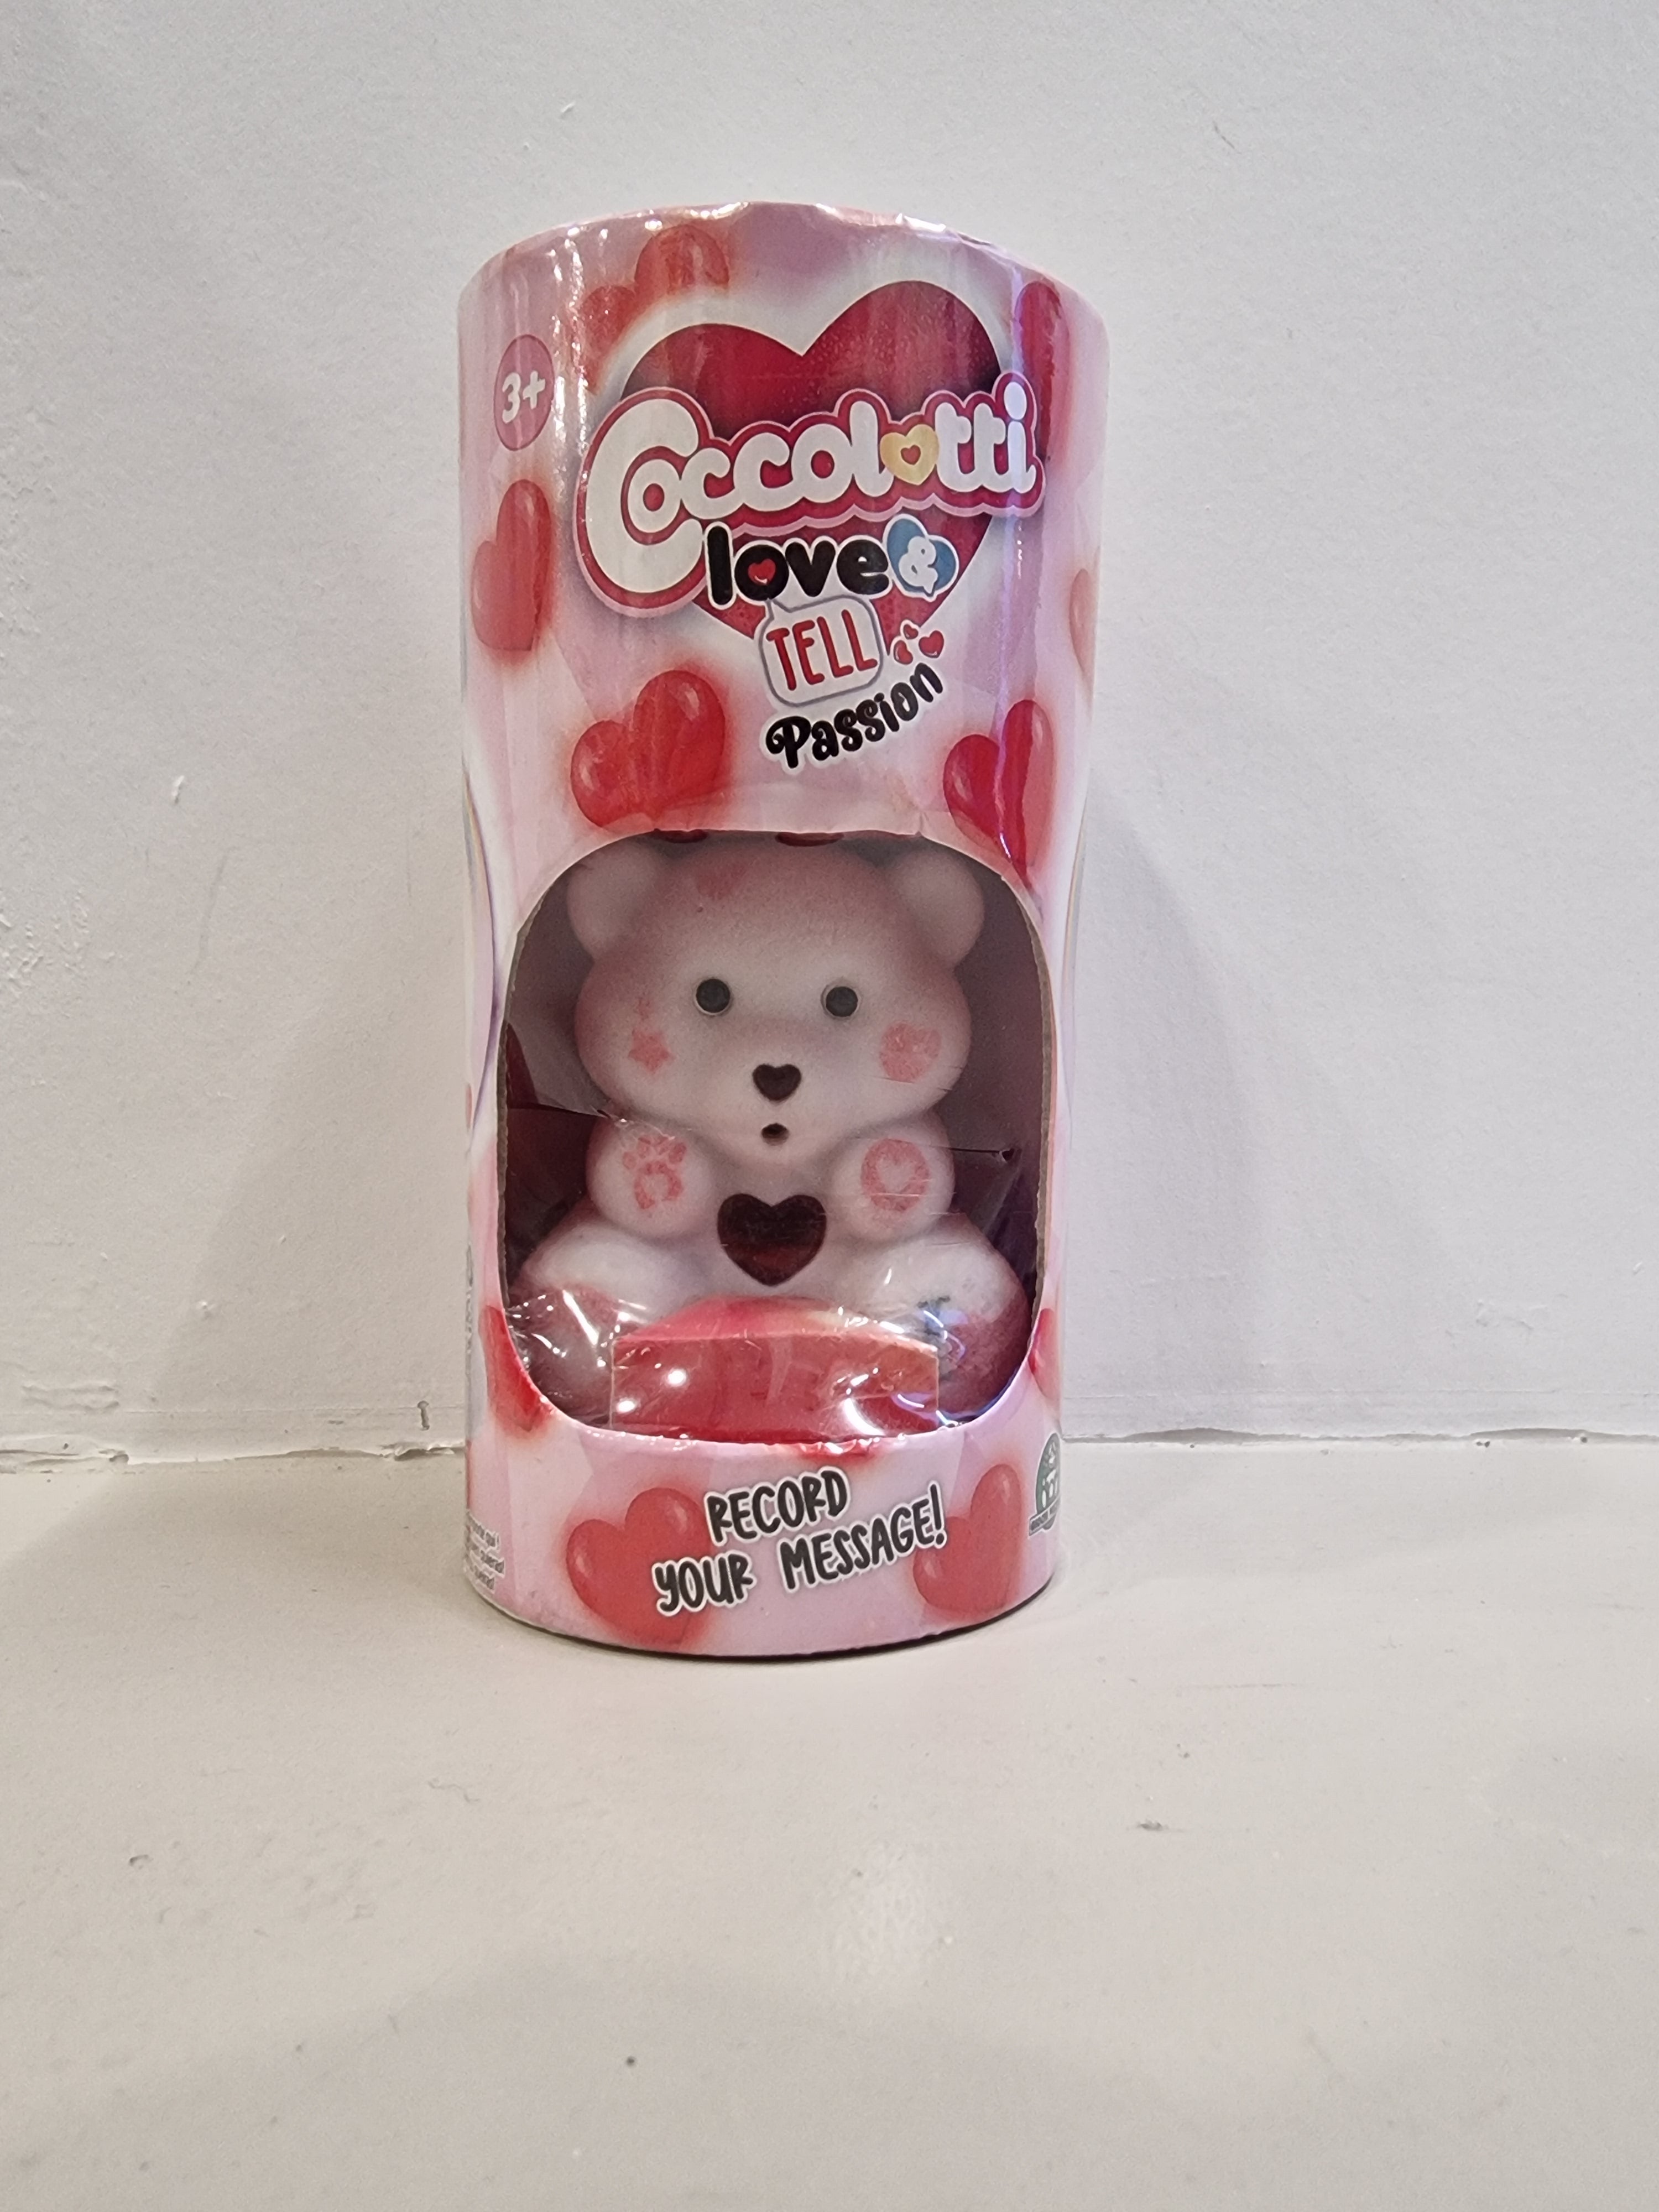 3+
Coccolotti
love &
TELL
Passion
RECORD
YOUR MESSAGE!